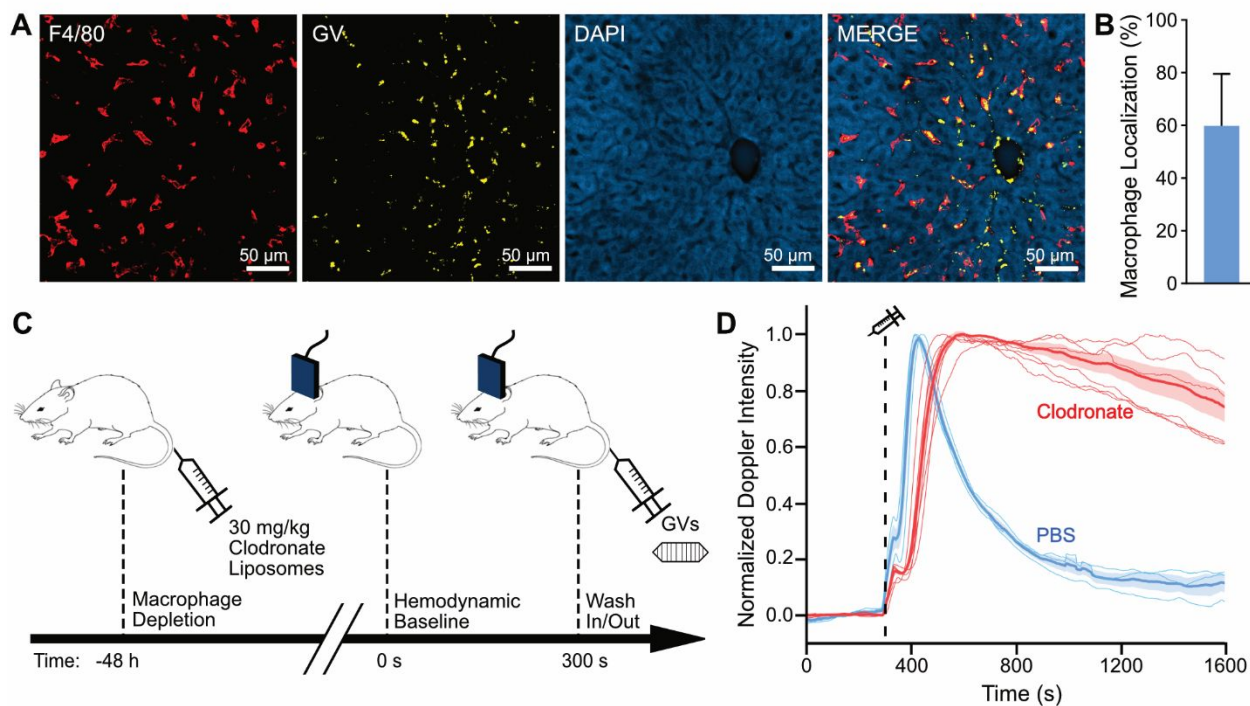 A
F4/80
GV
DAPI
MERGE
50 µm
50 µm
50 µm
50 µm
B
Macrophage Localization (%)
100
80
60
40
20
0
C
30 mg/kg
Clodronate
Liposomes
GVs
Macrophage
Depletion
Hemodynamic
Baseline
Wash
In/Out
Time: -48 h
0 s
300 s
D
Normalized Doppler Intensity
1.0
0.8
0.6
0.4
0.2
0.0
Clodronate
PBS
0
400
800
1200
1600
Time (s)